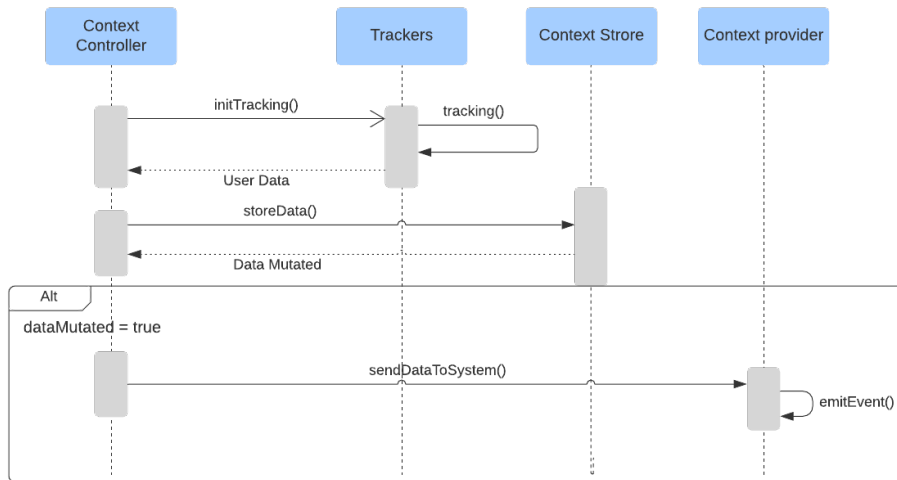 Context
Controller
Trackers
Context Strore
Context provider
initTracking()
tracking()
User Data
storeData()
Data Mutated
Alt
dataMutated = true
sendDataToSystem()
emitEvent()